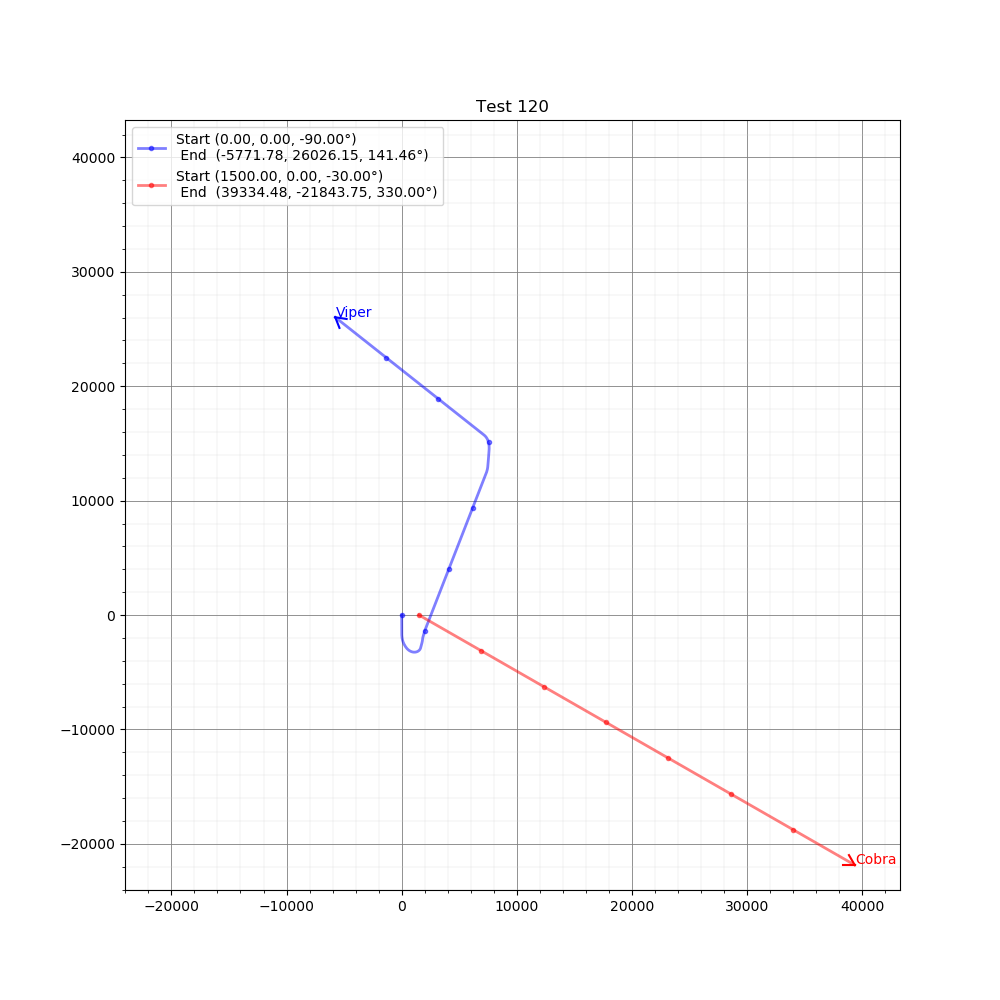 Test 120
Start (0.00, 0.00, -90.00°)
End (-5771.78, 26026.15, 141.46°)
Start (1500.00, 0.00, -30.00°)
End (39334.48, -21843.75, 330.00°)
40000
30000
20000
10000
0
−10000
−20000
Viper
Cobra
−20000 −10000 0 10000 20000 30000 40000